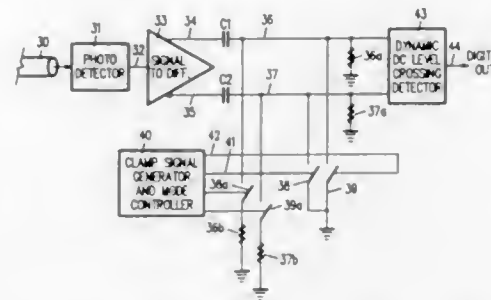 33
34
C1
36
43
30
31
32
PHOTO
DETECTOR
SIGNAL
TO DIFF
36a
DYNAMIC
DC LEVEL
CROSSING
DETECTOR
44
DIGIT
OUT
C2
37
35
37a
40
42
41
CLAMP SIGNAL
GENERATOR
AND MODE
CONTROLLER
38a
38
39
39a
36b
37b